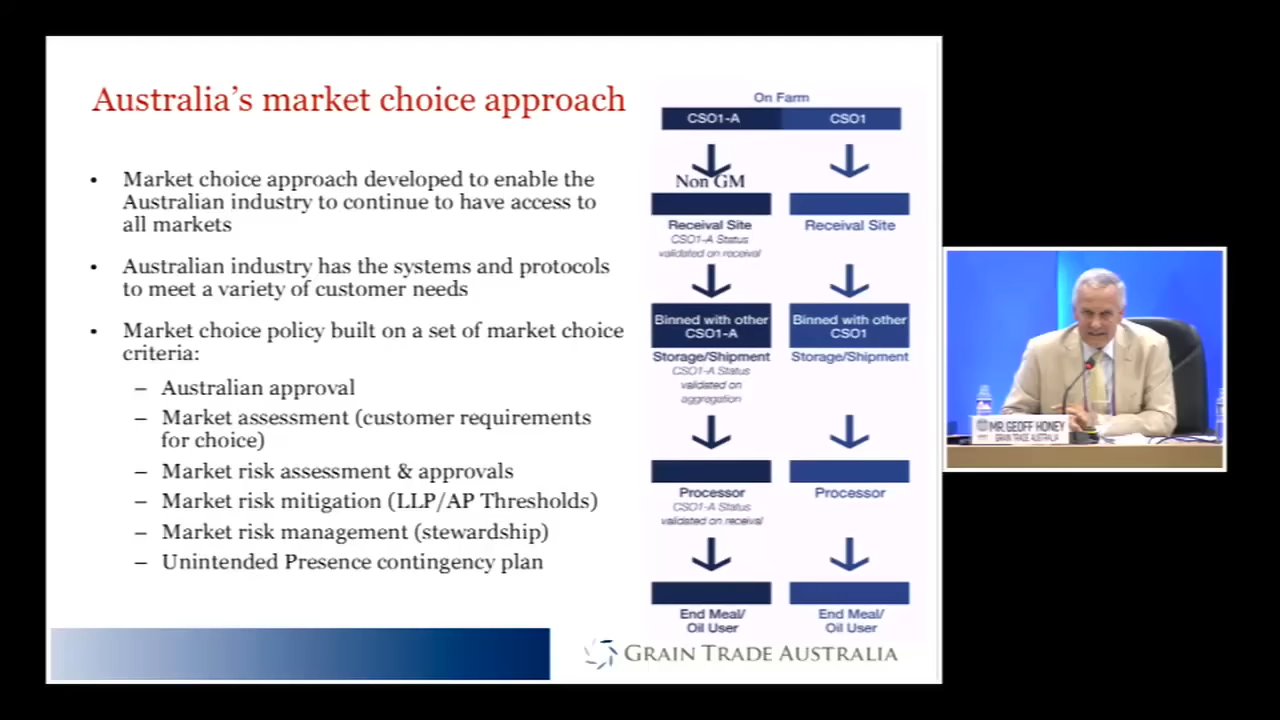 Australia's market choice approach
• Market choice approach developed to enable the
Australian industry to continue to have access to
all markets
• Australian industry has the systems and protocols
to meet a variety of customer needs
• Market choice policy built on a set of market choice
criteria:
– Australian approval
– Market assessment (customer requirements
for choice)
– Market risk assessment & approvals
– Market risk mitigation (LLP/AP Thresholds)
– Market risk management (stewardship)
– Unintended Presence contingency plan
On Farm
CSO1-A CSO1
Non GM
Receival Site Receival Site
CSO1-A Status
validated on receival
Binned with other Binned with other
CSO1-A CSO1
Storage/Shipment Storage/Shipment
CSO1-A Status
validated on
aggregation
Processor Processor
CSO1-A Status
validated on receival
End Meal/ End Meal/
Oil User Oil User
GRAIN TRADE AUSTRALIA
MR. GEOFF HONEY
GRAIN TRADE AUSTRALIA